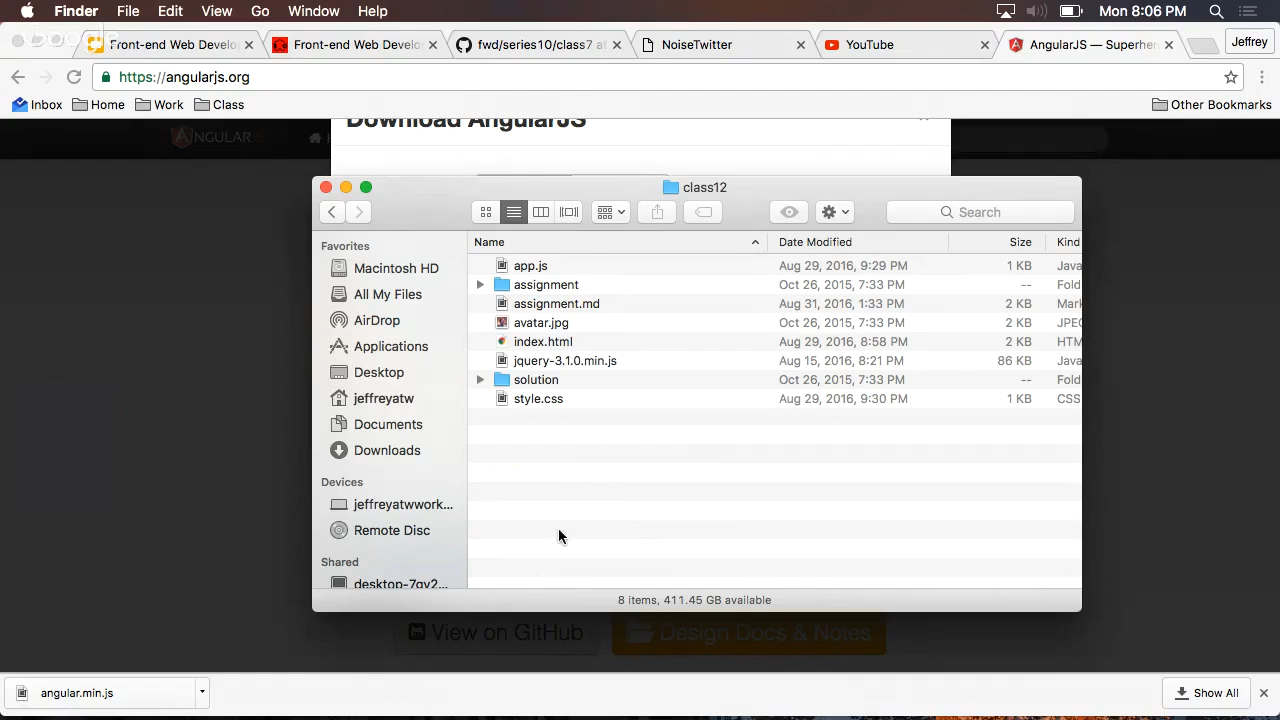 Finder File Edit View Go Window Help Mon 8:06 PM
Google
Front-end Web Develo Front-end Web Develo fwd/series10/class7 at NoiseTwitter YouTube AngularJS — Superhe Jeffrey
https://angularjs.org
Inbox Home Work Class Other Bookmarks
Download AngularJS
ANGULAR
class12
Search
Favorites
Macintosh HD
All My Files
AirDrop
Applications
Desktop
jeffreyatw
Documents
Downloads
Devices
jeffreyatwwork...
Remote Disc
Shared
desktop-7gv2...
Name Date Modified Size Kind
app.js Aug 29, 2016, 9:29 PM 1 KB Java
assignment Oct 26, 2015, 7:33 PM -- Fold
assignment.md Aug 31, 2016, 1:33 PM 2 KB Mark
avatar.jpg Oct 26, 2015, 7:33 PM 2 KB JPEG
index.html Aug 29, 2016, 8:58 PM 2 KB HTM
jquery-3.1.0.min.js Aug 15, 2016, 8:21 PM 86 KB Java
solution Oct 26, 2015, 7:33 PM -- Fold
style.css Aug 29, 2016, 9:30 PM 1 KB CSS
8 items, 411.45 GB available
View on GitHub Design Docs & Notes
angular.min.js Show All